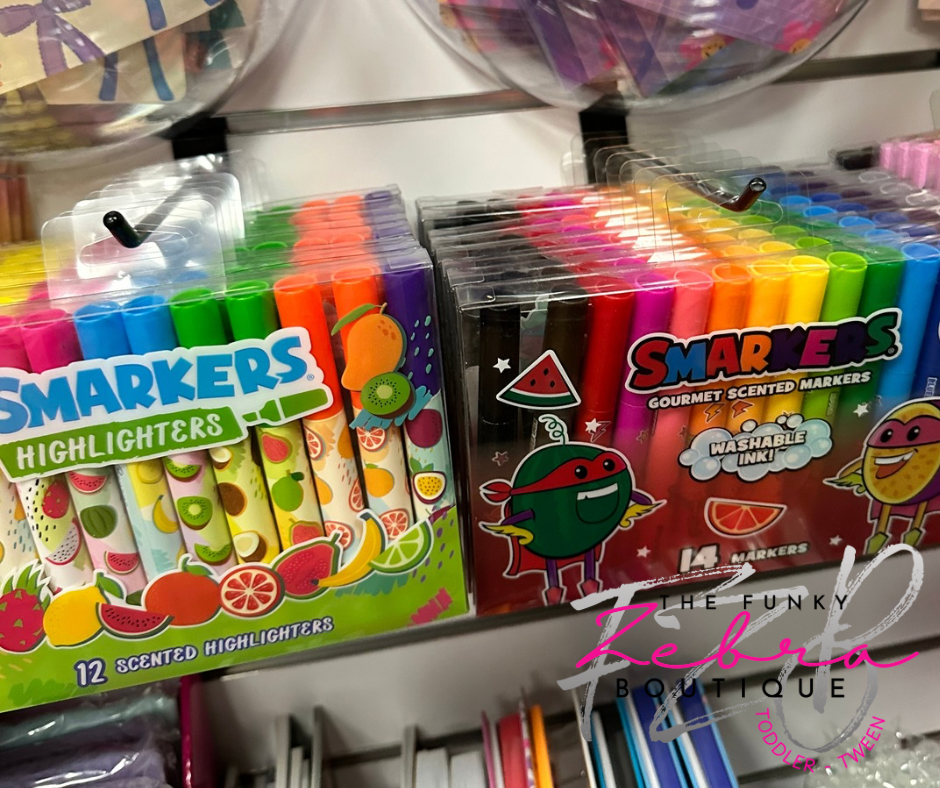 SMARKERS®
HIGHLIGHTERS
12 SCENTED HIGHLIGHTERS
SMARKERS®
GOURMET SCENTED MARKERS
WASHABLE
INK!
14 MARKERS
FZB
THE FUNKY
Zebra
BOUTIQUE
TODDLER - TWEEN